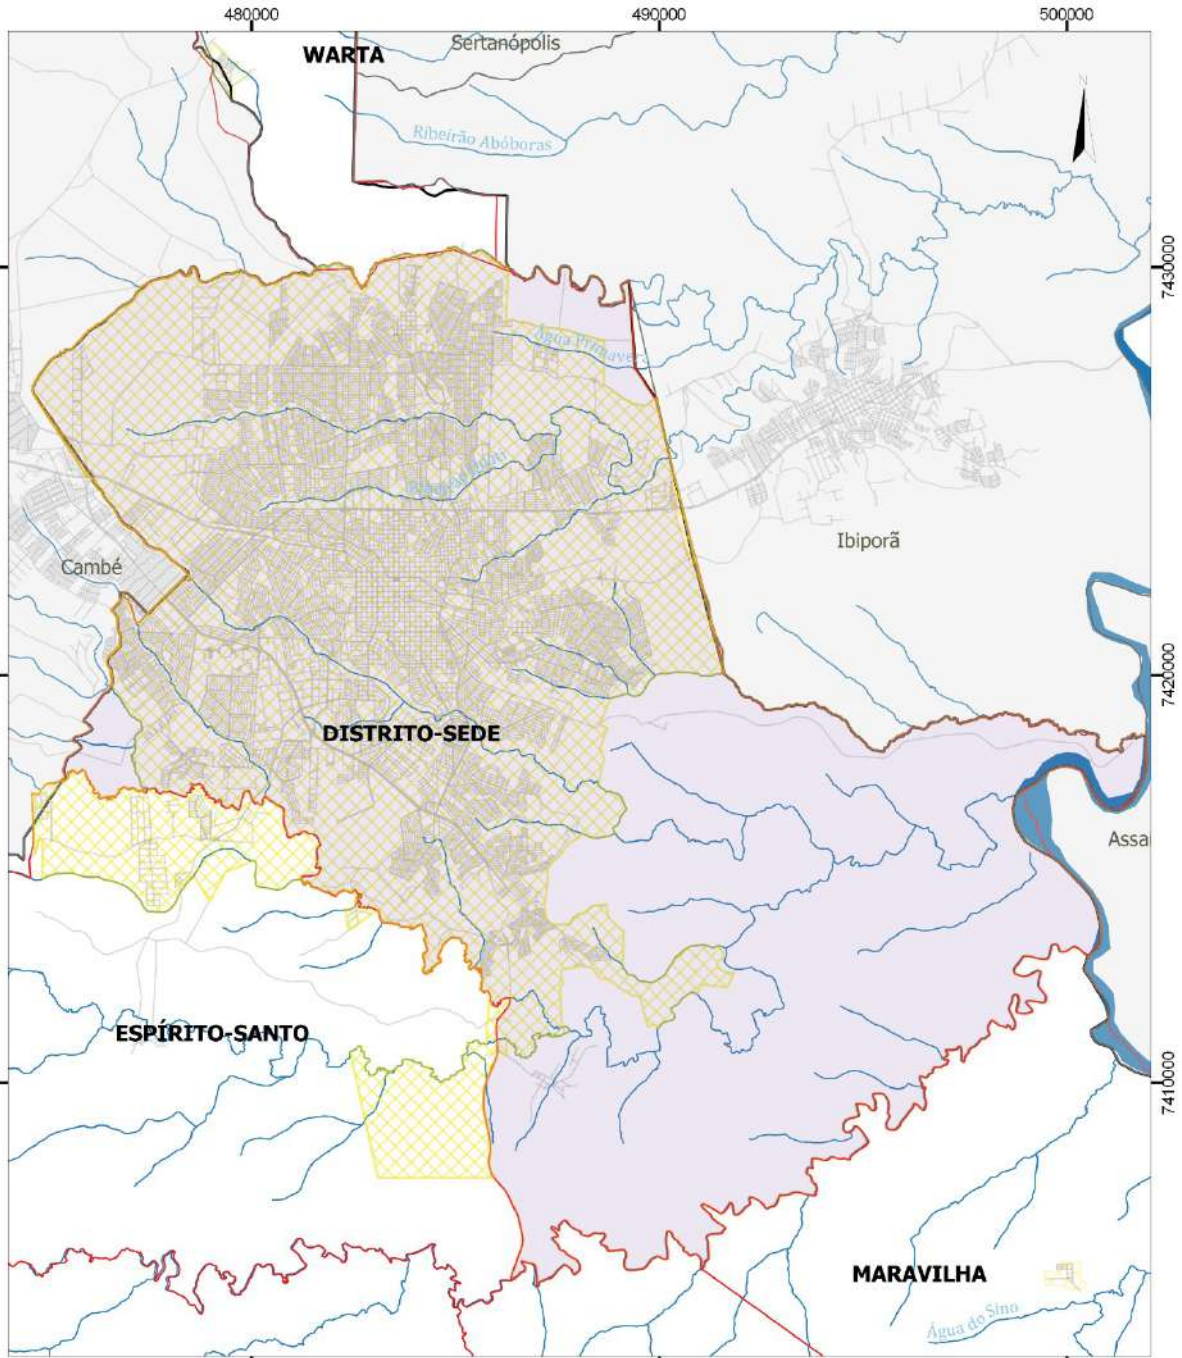 480000
490000
500000
WARTA
Sertanópolis
N
Ribeirão Abóboras
7430000
Água Primavera
Cambé
Ibiporã
7420000
DISTRITO-SEDE
Assaí
ESPÍRITO-SANTO
7410000
MARAVILHA
Água do Sino